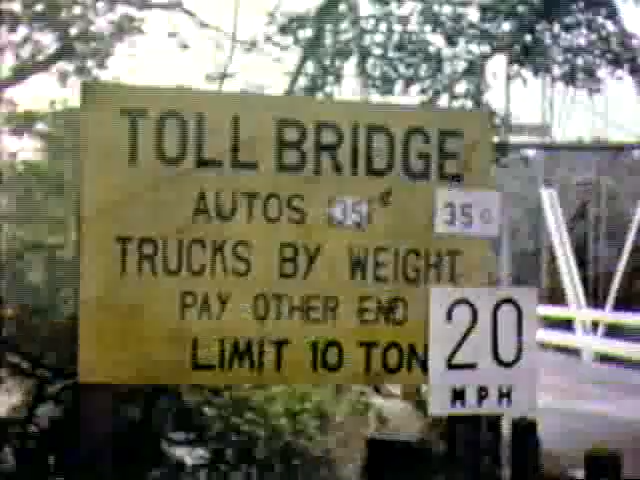 TOLL BRIDGE
AUTOS 35¢ 35¢
TRUCKS BY WEIGHT
PAY OTHER END
LIMIT 10 TON
20
MPH